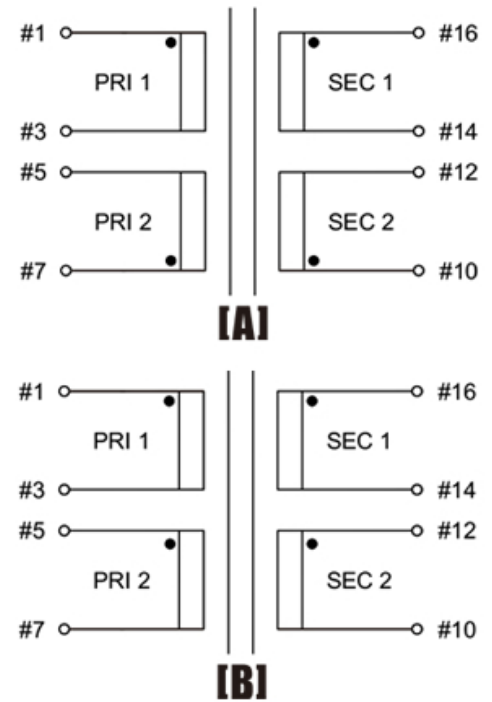 #1 #16
PRI 1 SEC 1
#3 #14
#5 #12
PRI 2 SEC 2
#7 #10
[A]
#1 #16
PRI 1 SEC 1
#3 #14
#5 #12
PRI 2 SEC 2
#7 #10
[B]